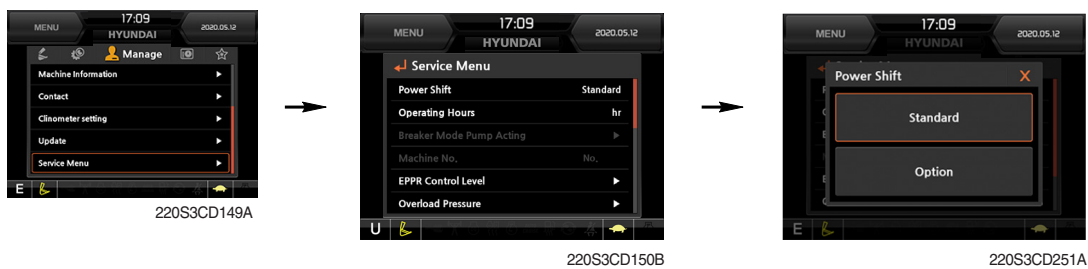 MENU
17:09
HYUNDAI
2020.05.12
Manage
Machine Information
Contact
Clinometer setting
Update
Service Menu
E
220S3CD149A
MENU
17:09
HYUNDAI
2020.05.12
Service Menu
Power Shift Standard
Operating Hours hr
Breaker Mode Pump Acting
Machine No. No.
EPPR Control Level
Overload Pressure
U
220S3CD150B
MENU
17:09
HYUNDAI
2020.05.12
Power Shift X
Standard
Option
E
220S3CD251A